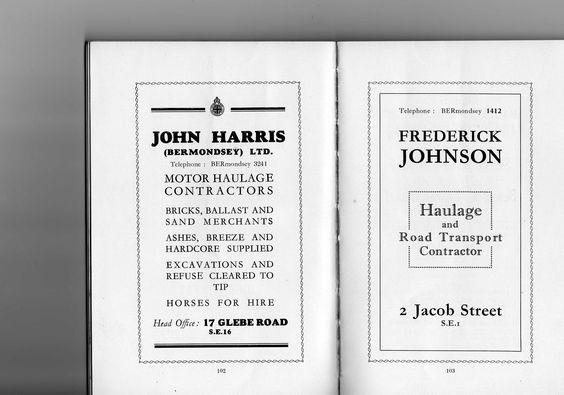 JOHN HARRIS
(BERMONDSEY) LTD.
Telephone : BERmondsey 3241
MOTOR HAULAGE
CONTRACTORS
BRICKS, BALLAST AND
SAND MERCHANTS
ASHES, BREEZE AND
HARDCORE SUPPLIED
EXCAVATIONS AND
REFUSE CLEARED TO
TIP
HORSES FOR HIRE
Head Office : 17 GLEBE ROAD
S.E.16
102
Telephone : BERmondsey 1412
FREDERICK
JOHNSON
Haulage
and
Road Transport
Contractor
2 Jacob Street
S.E.1
103